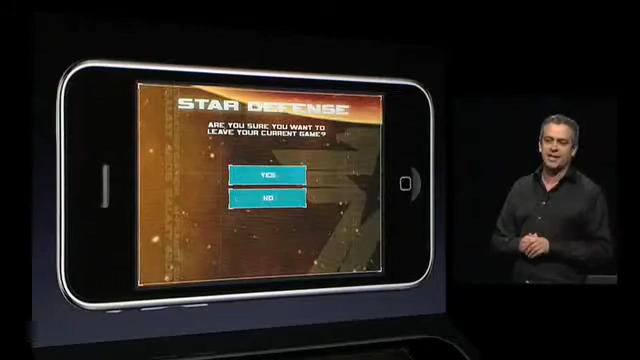 STAR DEFENSE
ARE YOU SURE YOU WANT TO
LEAVE YOUR CURRENT GAME?
YES
NO